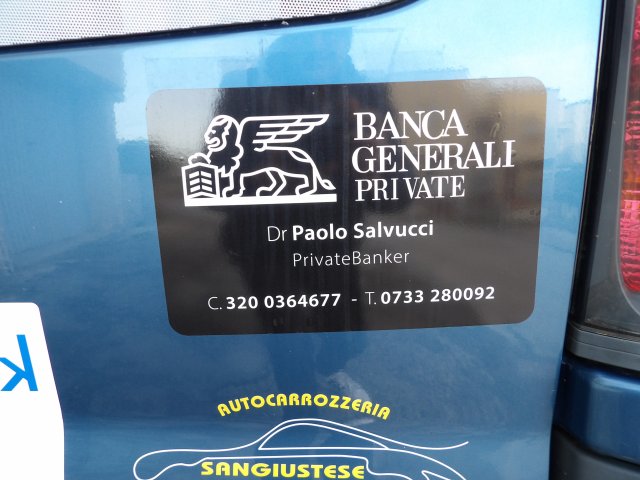 BANCA
GENERALI
PRIVATE
Dr Paolo Salvucci
PrivateBanker
C. 320 0364677 - T. 0733 280092
k
AUTOCARROZZERIA
SANGIUSTESE